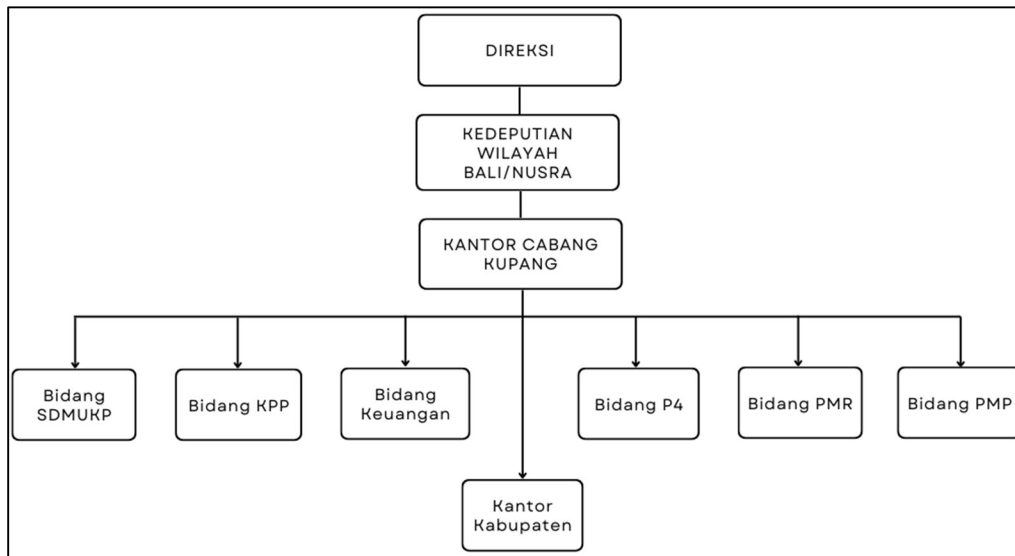 DIREKSI
KEDEPUTIAN
WILAYAH
BALI/NUSRA
KANTOR CABANG
KUPANG
Bidang
SDMUKP
Bidang KPP
Bidang
Keuangan
Bidang P4
Bidang PMR
Bidang PMP
Kantor
Kabupaten